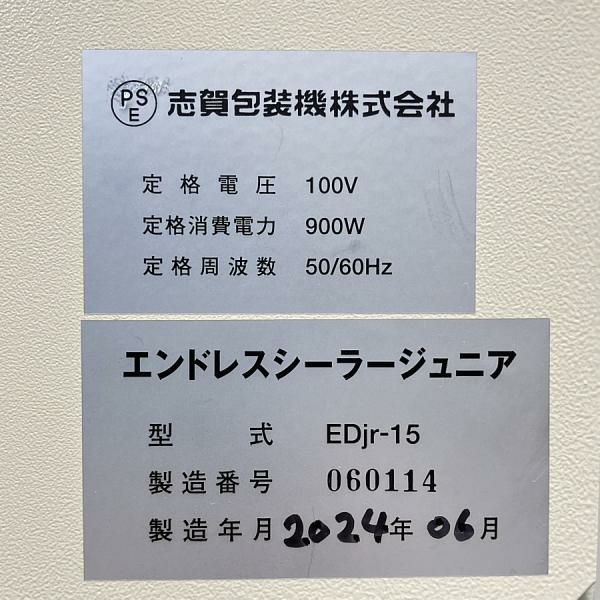 PSE 志賀包装機株式会社
定格電圧 100V
定格消費電力 900W
定格周波数 50/60Hz
エンドレスシーラージュニア
型式 EDjr-15
製造番号 060114
製造年月 2024年 06月